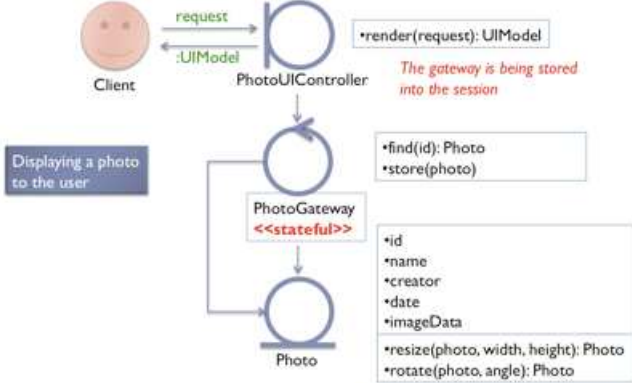 request
:UIModel
Client
PhotoUIController
•render(request): UIModel
The gateway is being stored
into the session
Displaying a photo
to the user
•find(id): Photo
•store(photo)
PhotoGateway
<<stateful>>
•id
•name
•creator
•date
•imageData
•resize(photo, width, height): Photo
•rotate(photo, angle): Photo
Photo